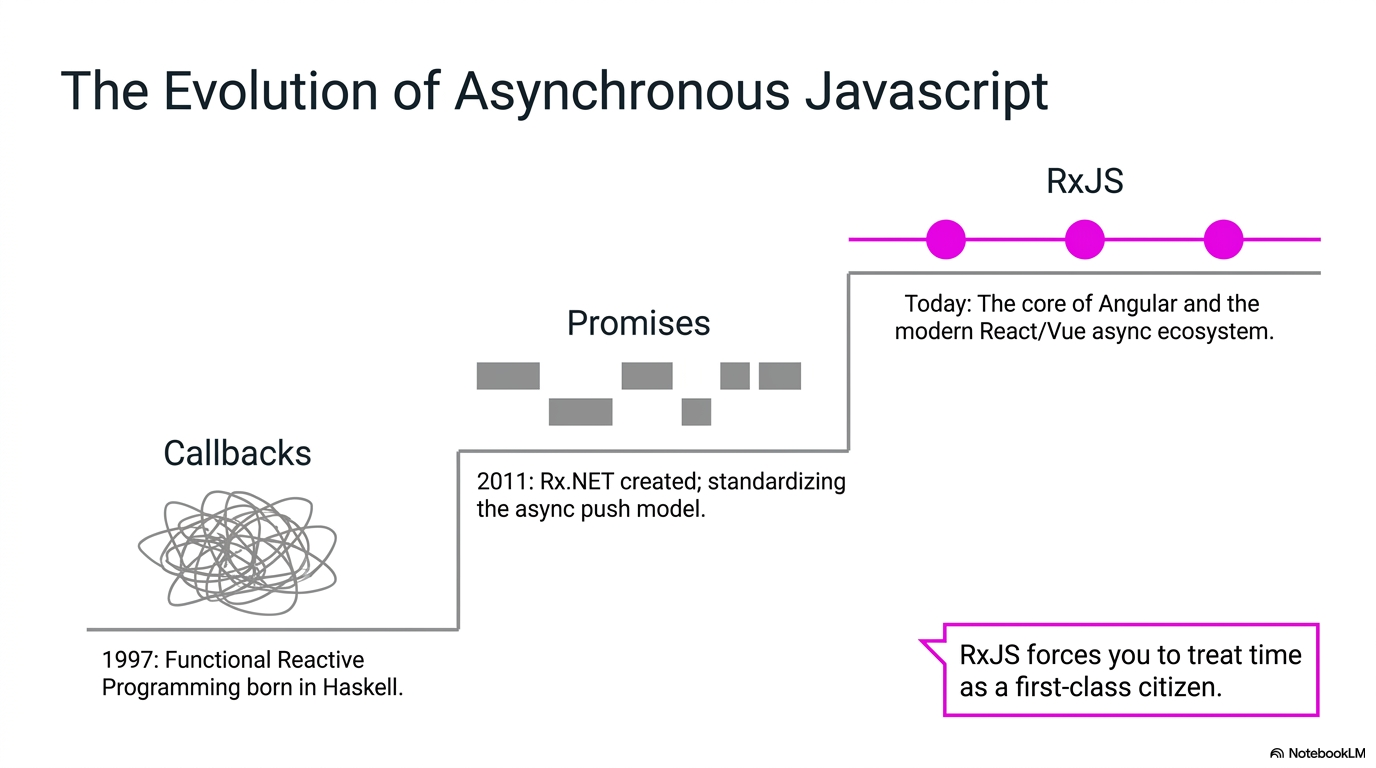 The Evolution of Asynchronous Javascript
RxJS
Today: The core of Angular and the
modern React/Vue async ecosystem.
Promises
2011: Rx.NET created; standardizing
the async push model.
Callbacks
1997: Functional Reactive
Programming born in Haskell.
RxJS forces you to treat time
as a first-class citizen.
NotebookLM